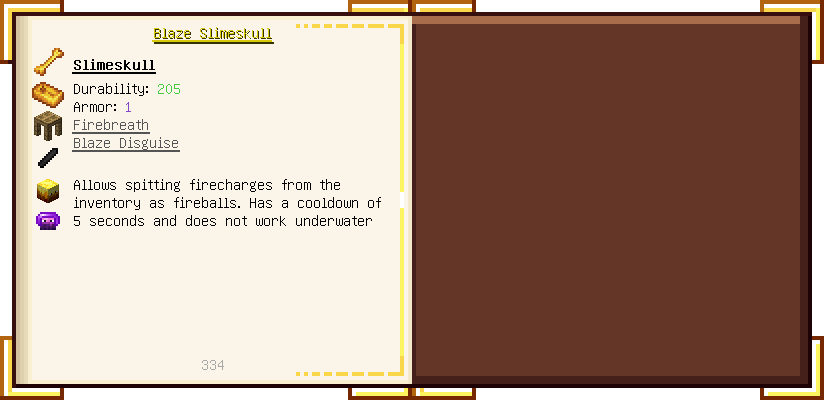 Blaze Slimeskull
Slimeskull
Durability: 205
Armor: 1
Firebreath
Blaze Disguise
Allows spitting firecharges from the
inventory as fireballs. Has a cooldown of
5 seconds and does not work underwater
334